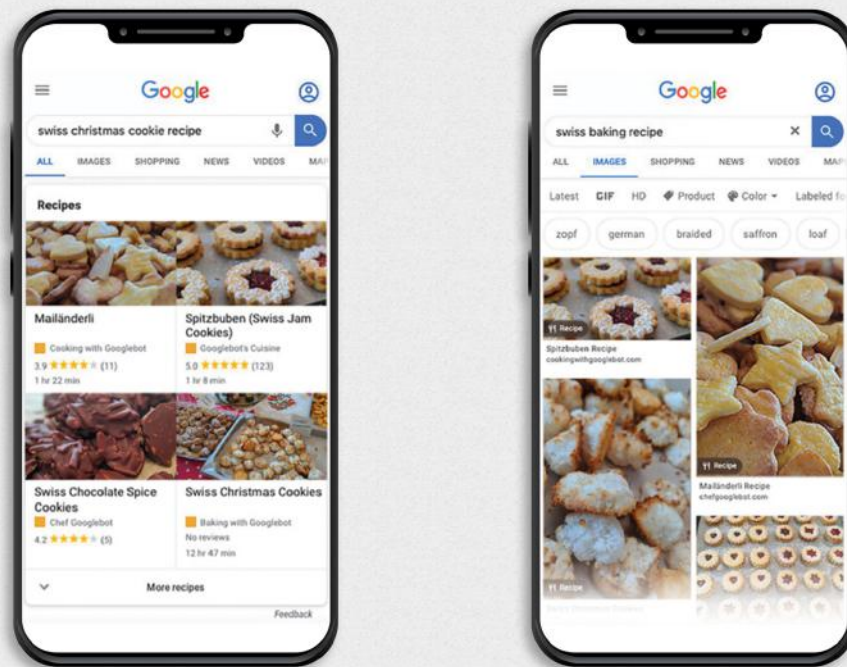 Google
swiss christmas cookie recipe
ALL IMAGES SHOPPING NEWS VIDEOS
Recipes
Mailänderli
Cooking with Googlebot
3.9 (11)
1 hr 22 min
Spitzbuben (Swiss Jam
Cookies)
Googlebot's Cuisine
5.0 (123)
1 hr 8 min
Swiss Chocolate Spice
Cookies
Chef Googlebot
4.2 (5)
Swiss Christmas Cookies
Baking with Googlebot
No reviews
12 hr 47 min
More recipes
Feedback
Google
swiss baking recipe
ALL IMAGES SHOPPING NEWS VIDEOS
Latest GIF HD Product Color Labeled
zopf german braided saffron loaf
Recipe
Spitzbuben Recipe
cookingwithgooglebot.com
Recipe
Mailänderli Recipe
chefgooglebot.com
Recipe